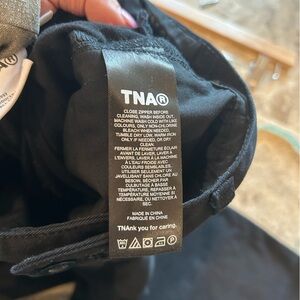 TNA®
CLOSE ZIPPER BEFORE
CLEANING, WASH INSIDE OUT.
MACHINE WASH COLD WITH LIKE
COLOURS, ONLY NON-CHLORINE
BLEACH WHEN NEEDED.
TUMBLE DRY LOW, WARM IRON
ONLY IF NEEDED, OR DRY
CLEAN.
FERMER LA FERMETURE ÉCLAIR
AVANT DE LAVER, LAVER À
L'ENVERS. LAVER À LA MACHINE
À L'EAU FROIDE AVEC
COULEURS SEMBLABLES.
UTILISER SEULEMENT UN
JAVELLISANT SANS CHLORE AU
BESOIN. SÉCHER PAR
CULBUTAGE À BASSE
TEMPÉRATURE, REPASSER À
TEMPÉRATURE MOYENNE SI
NÉCESSAIRE, OU NETTOYER À
SEC.
MADE IN CHINA
FABRIQUÉ EN CHINE
TNAnk you for caring.